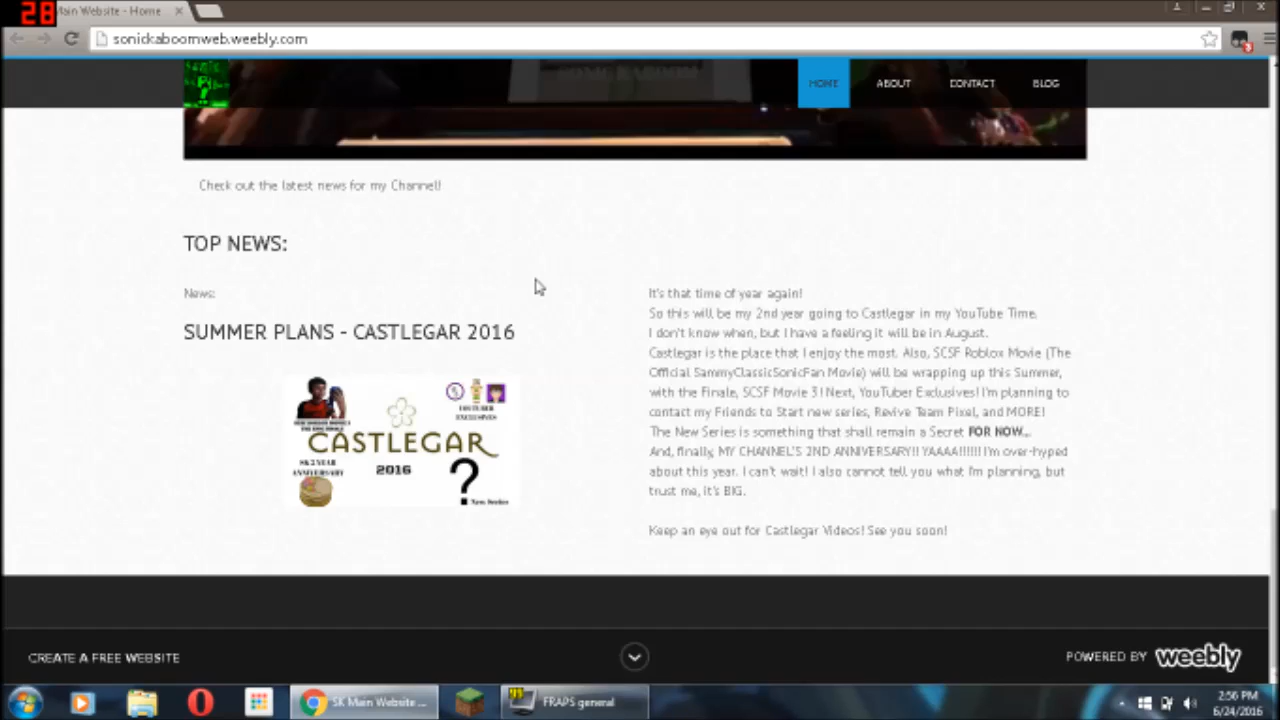 28
Main Website - Home
sonickaboomweb.weebly.com
HOME
ABOUT
CONTACT
BLOG
Check out the latest news for my Channel!
TOP NEWS:
News:
SUMMER PLANS - CASTLEGAR 2016
YOUTUBER
EXCLUSIVES
CASTLEGAR
2016
SK 2 YEAR
ANNIVERSARY
?
New Series
It's that time of year again!
So this will be my 2nd year going to Castlegar in my YouTube Time.
I don't know when, but I have a feeling it will be in August.
Castlegar is the place that I enjoy the most. Also, SCSF Roblox Movie (The
Official SammyClassicSonicFan Movie) will be wrapping up this Summer,
with the Finale, SCSF Movie 3! Next, YouTuber Exclusives! I'm planning to
contact my Friends to Start new series, Revive Team Pixel, and MORE!
The New Series is something that shall remain a Secret FOR NOW...
And, finally, MY CHANNEL'S 2ND ANNIVERSARY!! YAAAA!!!!!! I'm over-hyped
about this year. I can't wait! I also cannot tell you what I'm planning, but
trust me, it's BIG.
Keep an eye out for Castlegar Videos! See you soon!
CREATE A FREE WEBSITE
POWERED BY weebly
SK Main Website ...
FRAPS general
2:56 PM
6/24/2016